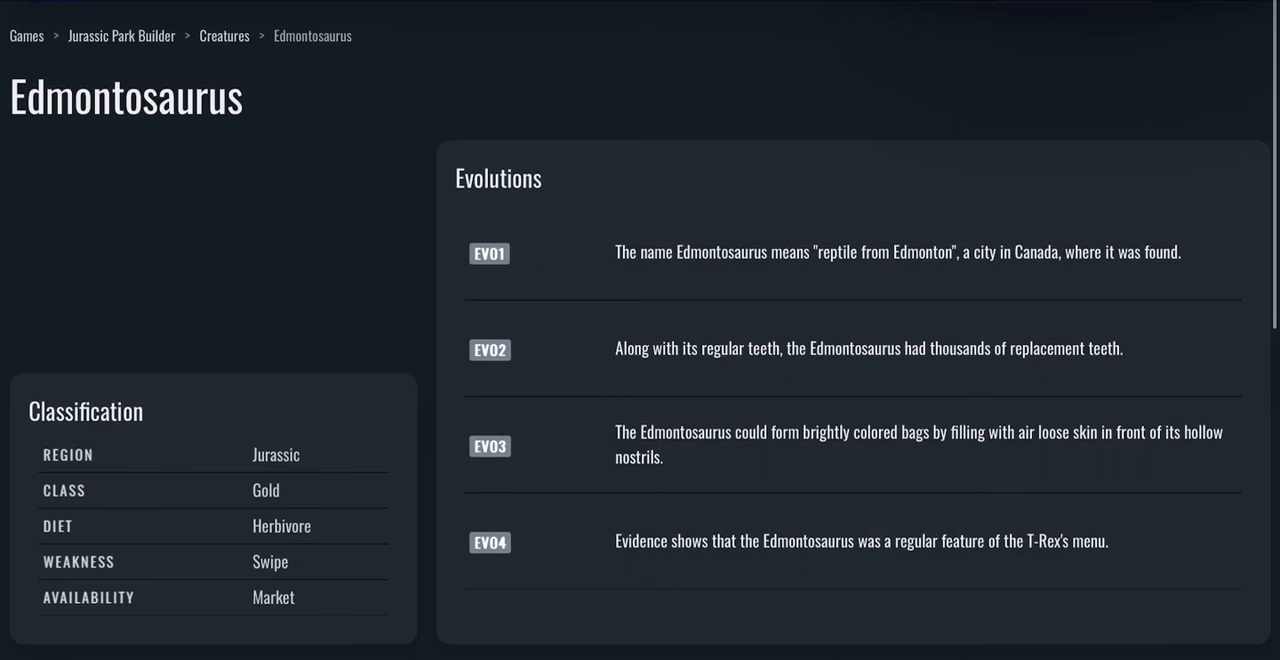 Games > Jurassic Park Builder > Creatures > Edmontosaurus
Edmontosaurus
Classification
REGION Jurassic
CLASS Gold
DIET Herbivore
WEAKNESS Swipe
AVAILABILITY Market
Evolutions
EVO1 The name Edmontosaurus means "reptile from Edmonton", a city in Canada, where it was found.
EVO2 Along with its regular teeth, the Edmontosaurus had thousands of replacement teeth.
EVO3 The Edmontosaurus could form brightly colored bags by filling with air loose skin in front of its hollow
nostrils.
EVO4 Evidence shows that the Edmontosaurus was a regular feature of the T-Rex's menu.